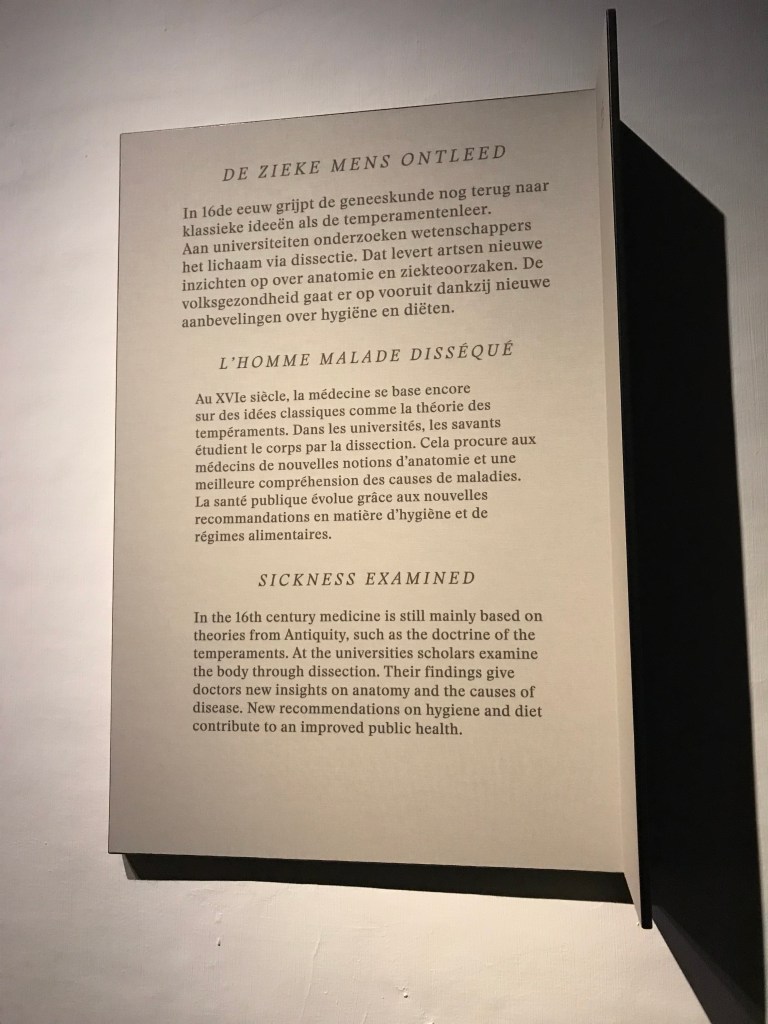 DE ZIEKE MENS ONTLEED
In 16de eeuw grijpt de geneeskunde nog terug naar
klassieke ideeën als de temperamentenleer.
Aan universiteiten onderzoeken wetenschappers
het lichaam via dissectie. Dat levert artsen nieuwe
inzichten op over anatomie en ziekteoorzaken. De
volksgezondheid gaat er op vooruit dankzij nieuwe
aanbevelingen over hygiëne en diëten.
L'HOMME MALADE DISSÉQUÉ
Au XVIe siècle, la médecine se base encore
sur des idées classiques comme la théorie des
tempéraments. Dans les universités, les savants
étudient le corps par la dissection. Cela procure aux
médecins de nouvelles notions d'anatomie et une
meilleure compréhension des causes de maladies.
La santé publique évolue grâce aux nouvelles
recommandations en matière d'hygiène et de
régimes alimentaires.
SICKNESS EXAMINED
In the 16th century medicine is still mainly based on
theories from Antiquity, such as the doctrine of the
temperaments. At the universities scholars examine
the body through dissection. Their findings give
doctors new insights on anatomy and the causes of
disease. New recommendations on hygiene and diet
contribute to an improved public health.